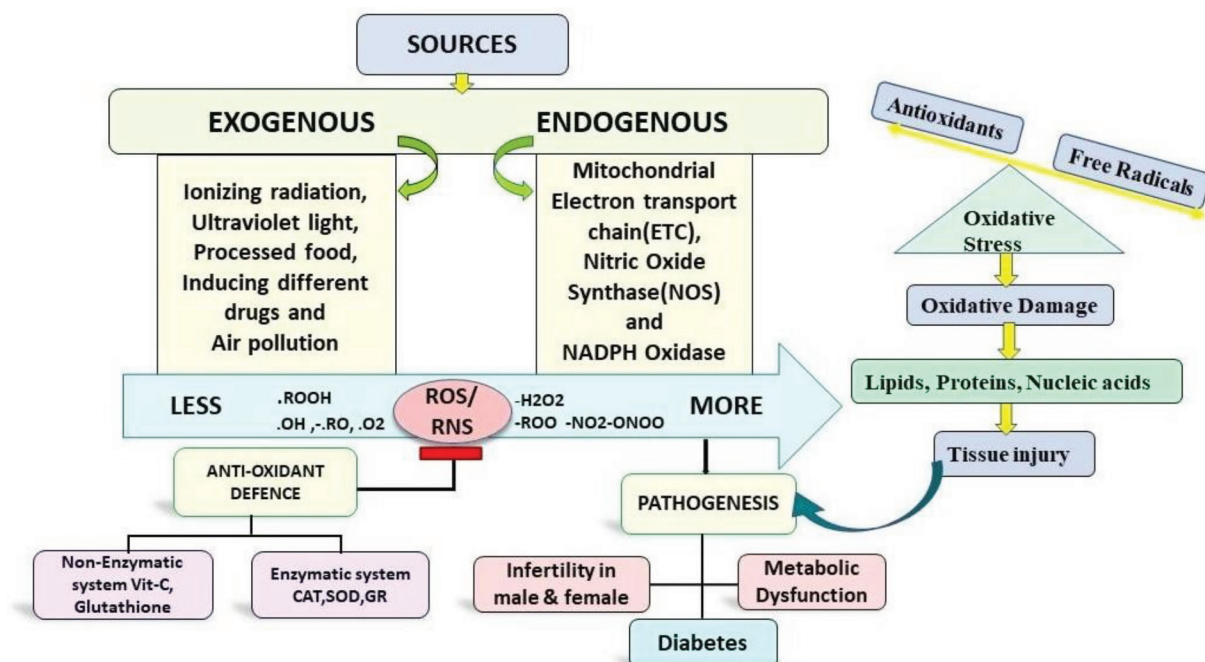 SOURCES
EXOGENOUS
ENDOGENOUS
Ionizing radiation,
Ultraviolet light,
Processed food,
Inducing different
drugs and
Air pollution
Mitochondrial
Electron transport
chain(ETC),
Nitric Oxide
Synthase(NOS)
and
NADPH Oxidase
LESS
.ROOH
.OH ,-.RO, .O2
ROS/
RNS
-H2O2
-ROO -NO2-ONOO
MORE
ANTI-OXIDANT
DEFENCE
Non-Enzymatic
system Vit-C,
Glutathione
Enzymatic system
CAT,SOD,GR
PATHOGENESIS
Infertility in
male & female
Metabolic
Dysfunction
Diabetes
Antioxidants
Free Radicals
Oxidative
Stress
Oxidative Damage
Lipids, Proteins, Nucleic acids
Tissue injury